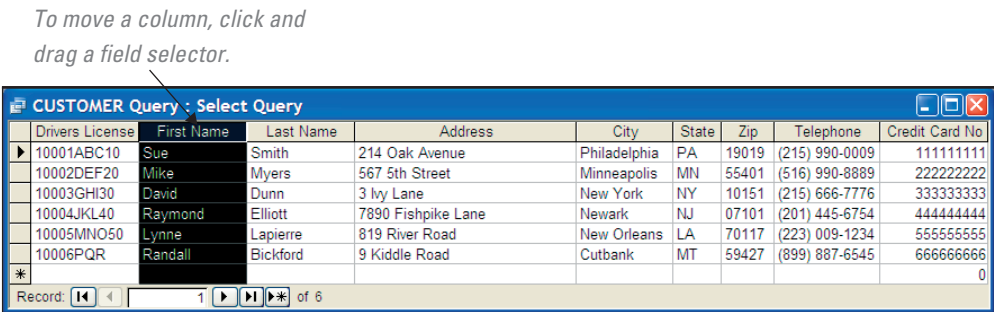 To move a column, click and
drag a field selector.
CUSTOMER Query : Select Query
Drivers License First Name Last Name Address City State Zip Telephone Credit Card No
10001ABC10 Sue Smith 214 Oak Avenue Philadelphia PA 19019 (215) 990-0009 111111111
10002DEF20 Mike Myers 567 5th Street Minneapolis MN 55401 (516) 990-8889 222222222
10003GHI30 David Dunn 3 Ivy Lane New York NY 10151 (215) 666-7776 333333333
10004JKL40 Raymond Elliott 7890 Fishpike Lane Newark NJ 07101 (201) 445-6754 444444444
10005MNO50 Lynne Lapierre 819 River Road New Orleans LA 70117 (223) 009-1234 555555555
10006PQR Randall Bickford 9 Kiddle Road Cutbank MT 59427 (899) 887-6545 666666666
0
Record: 1 of 6